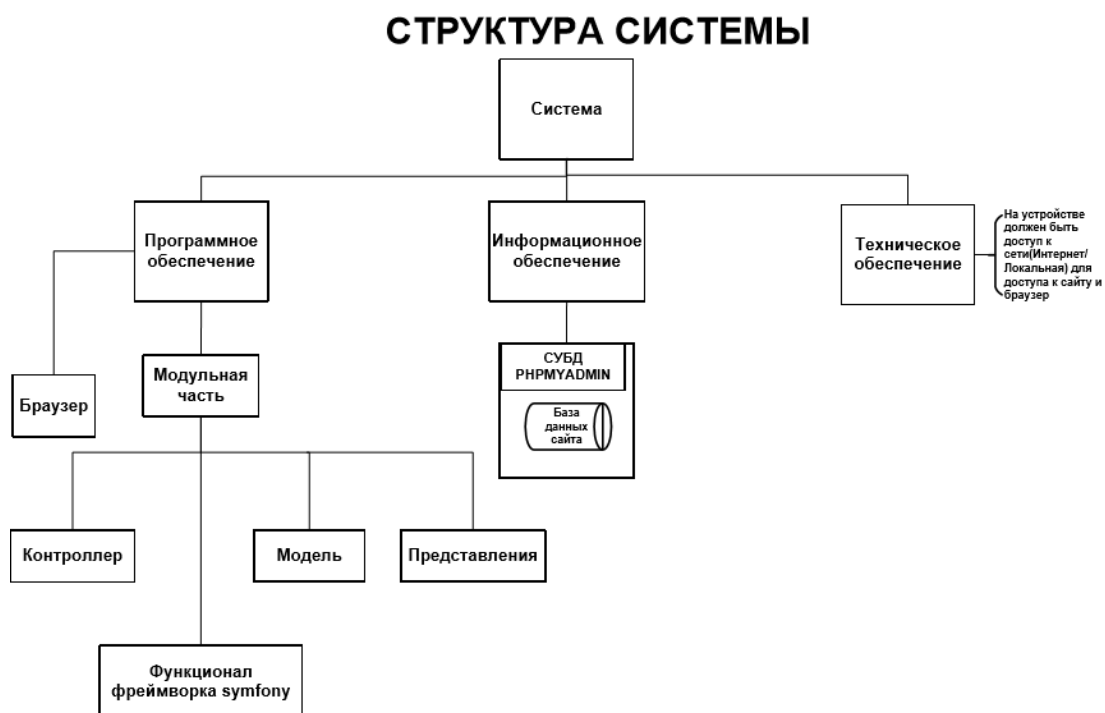 СТРУКТУРА СИСТЕМЫ
Система
Программное
обеспечение
Информационное
обеспечение
Техническое
обеспечение
На устройстве
должен быть
доступ к
сети(Интернет/
Локальная) для
доступа к сайту и
браузер
Браузер
Модульная
часть
СУБД
PHPMYADMIN
База
данных
сайта
Контроллер
Модель
Представления
Функционал
фреймворка symfony